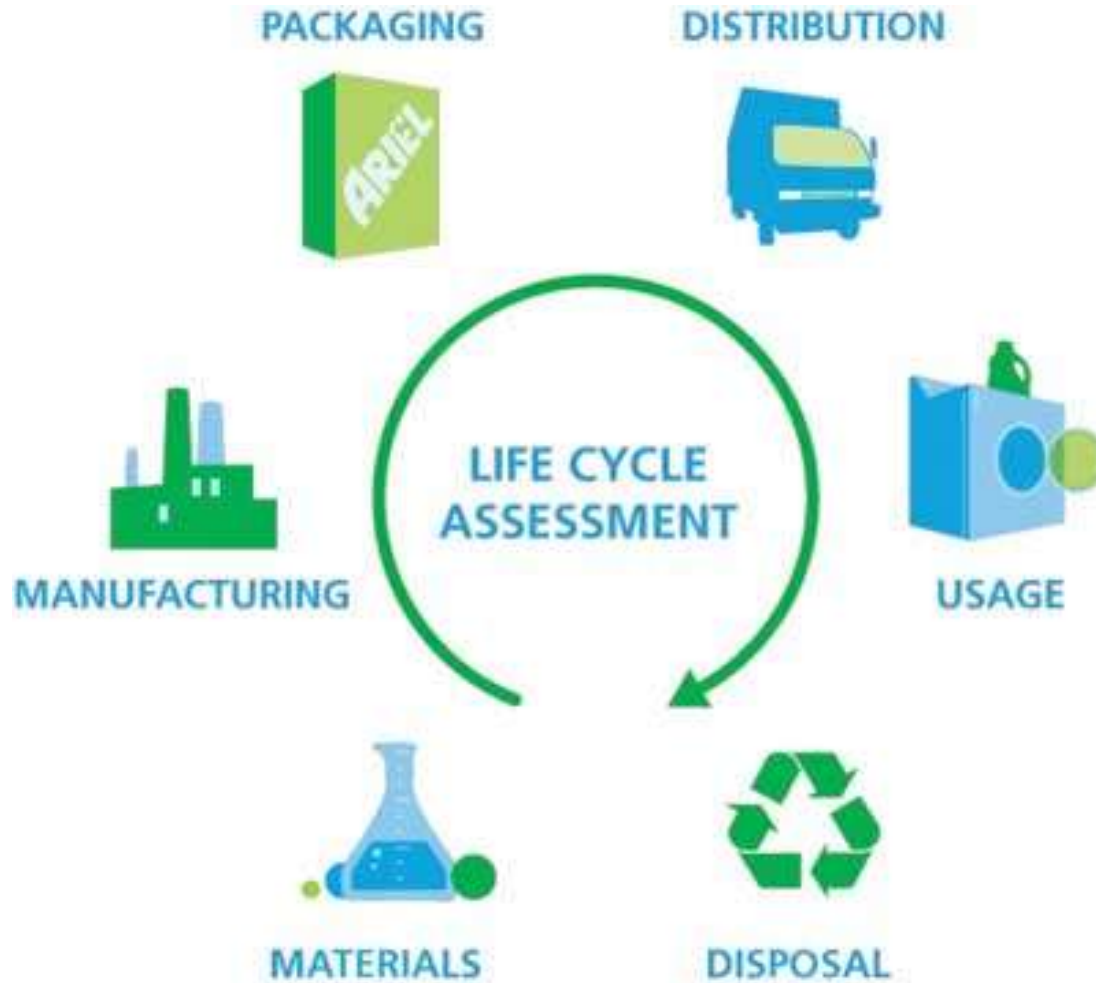 PACKAGING
DISTRIBUTION
ARIEL
LIFE CYCLE
ASSESSMENT
MANUFACTURING
USAGE
MATERIALS
DISPOSAL